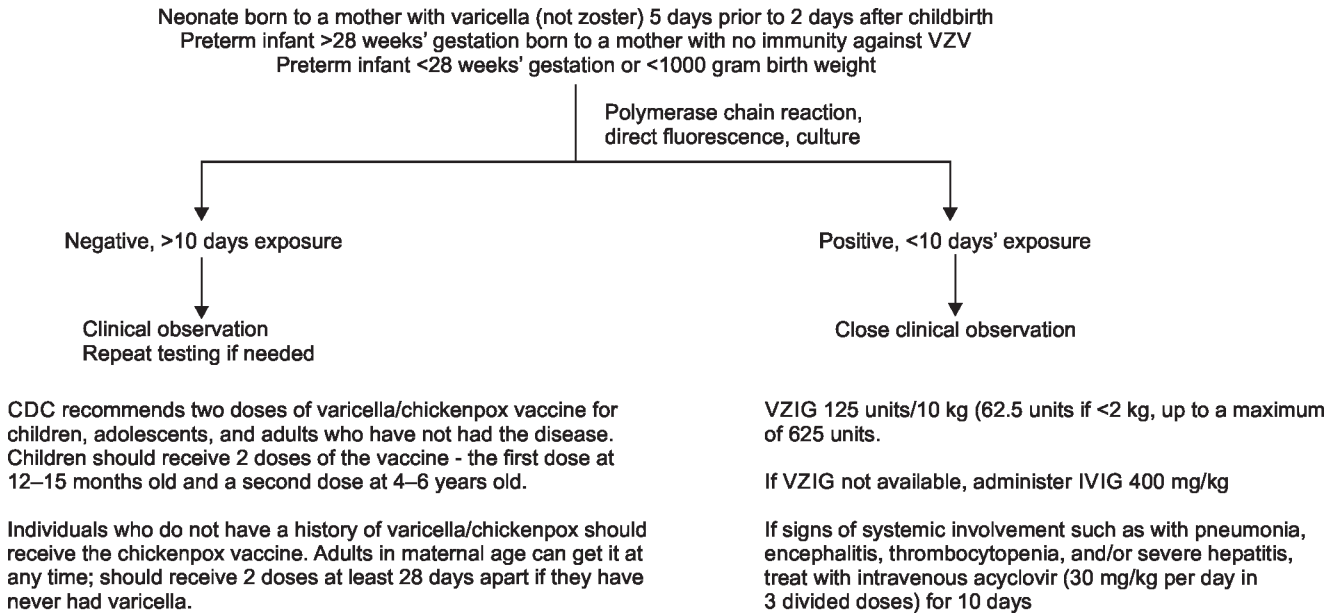 Neonate born to a mother with varicella (not zoster) 5 days prior to 2 days after childbirth
Preterm infant >28 weeks’ gestation born to a mother with no immunity against VZV
Preterm infant <28 weeks’ gestation or <1000 gram birth weight
Polymerase chain reaction,
direct fluorescence, culture
Negative, >10 days exposure
Clinical observation
Repeat testing if needed
CDC recommends two doses of varicella/chickenpox vaccine for
children, adolescents, and adults who have not had the disease.
Children should receive 2 doses of the vaccine - the first dose at
12–15 months old and a second dose at 4–6 years old.
Individuals who do not have a history of varicella/chickenpox should
receive the chickenpox vaccine. Adults in maternal age can get it at
any time; should receive 2 doses at least 28 days apart if they have
never had varicella.
Positive, <10 days’ exposure
Close clinical observation
VZIG 125 units/10 kg (62.5 units if <2 kg, up to a maximum
of 625 units.
If VZIG not available, administer IVIG 400 mg/kg
If signs of systemic involvement such as with pneumonia,
encephalitis, thrombocytopenia, and/or severe hepatitis,
treat with intravenous acyclovir (30 mg/kg per day in
3 divided doses) for 10 days